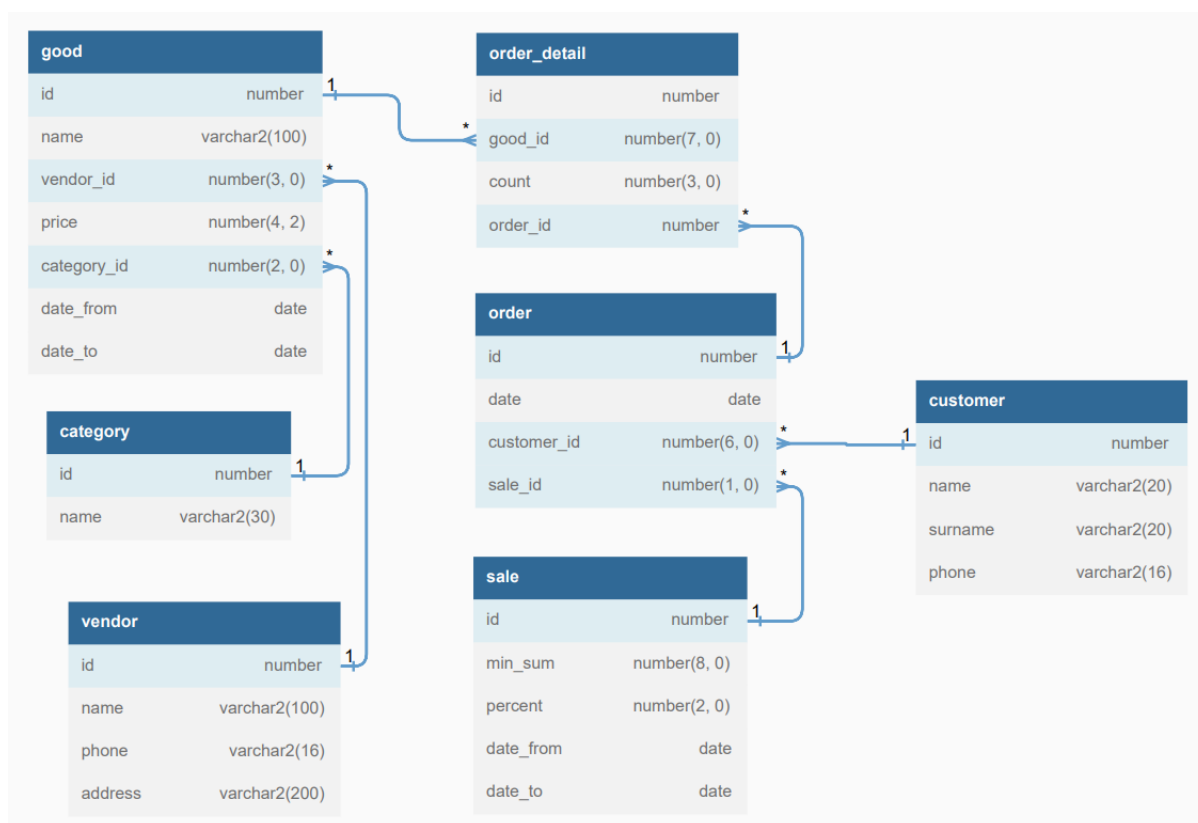 good
id number
name varchar2(100)
vendor_id number(3, 0)
price number(4, 2)
category_id number(2, 0)
date_from date
date_to date
1
*
*
*
order_detail
id number
good_id number(7, 0)
count number(3, 0)
order_id number
*
order
id number
date date
customer_id number(6, 0)
sale_id number(1, 0)
1
*
*
customer
id number
name varchar2(20)
surname varchar2(20)
phone varchar2(16)
1
category
id number
name varchar2(30)
1
vendor
id number
name varchar2(100)
phone varchar2(16)
address varchar2(200)
1
sale
id number
min_sum number(8, 0)
percent number(2, 0)
date_from date
date_to date
1